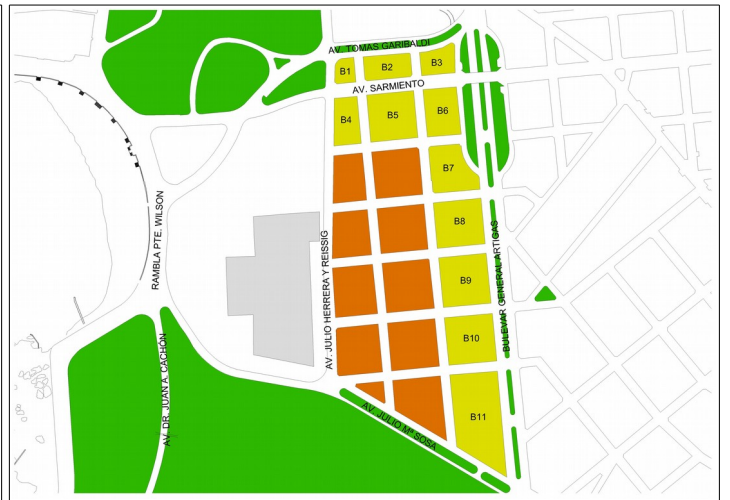 AV. TOMAS GARIBALDI
B1
B2
B3
AV. SARMIENTO
B4
B5
B6
B7
RAMBLA PTE. WILSON
B8
AV. JULIO HERRERA Y REISSIG
BULEVAR GENERAL ARTIGAS
B9
B10
AV. DR. JUAN A. CACHÓN
AV. JULIO Mª SOSA
B11